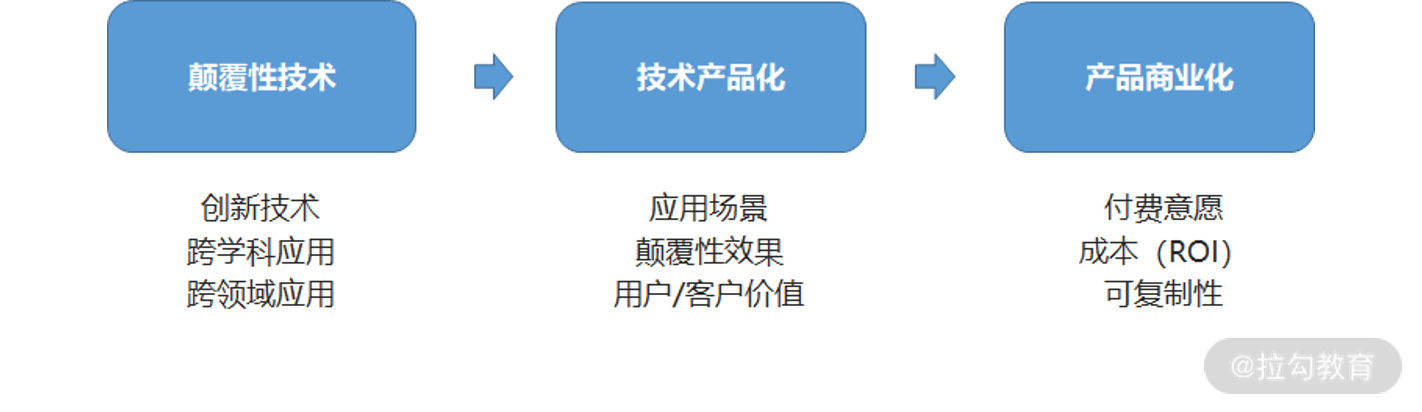 颠覆性技术
技术产品化
产品商业化
创新技术
跨学科应用
跨领域应用
应用场景
颠覆性效果
用户/客户价值
付费意愿
成本（ROI）
可复制性
@拉勾教育